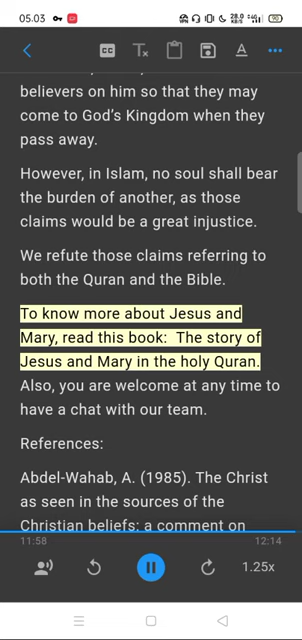 05.03
28.0 KB/S
believers on him so that they may
come to God's Kingdom when they
pass away.
However, in Islam, no soul shall bear
the burden of another, as those
claims would be a great injustice.
We refute those claims referring to
both the Quran and the Bible.
To know more about Jesus and
Mary, read this book:  The story of
Jesus and Mary in the holy Quran.
Also, you are welcome at any time to
have a chat with our team.
References:
Abdel-Wahab, A. (1985). The Christ
as seen in the sources of the
Christian beliefs: a comment on
11:58
12:14
1.25x